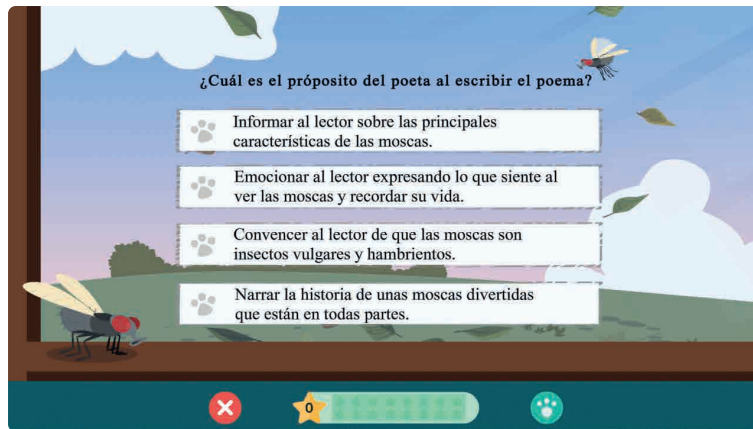 ¿Cuál es el próposito del poeta al escribir el poema?
Informar al lector sobre las principales
características de las moscas.
Emocionar al lector expresando lo que siente al
ver las moscas y recordar su vida.
Convencer al lector de que las moscas son
insectos vulgares y hambrientos.
Narrar la historia de unas moscas divertidas
que están en todas partes.
0